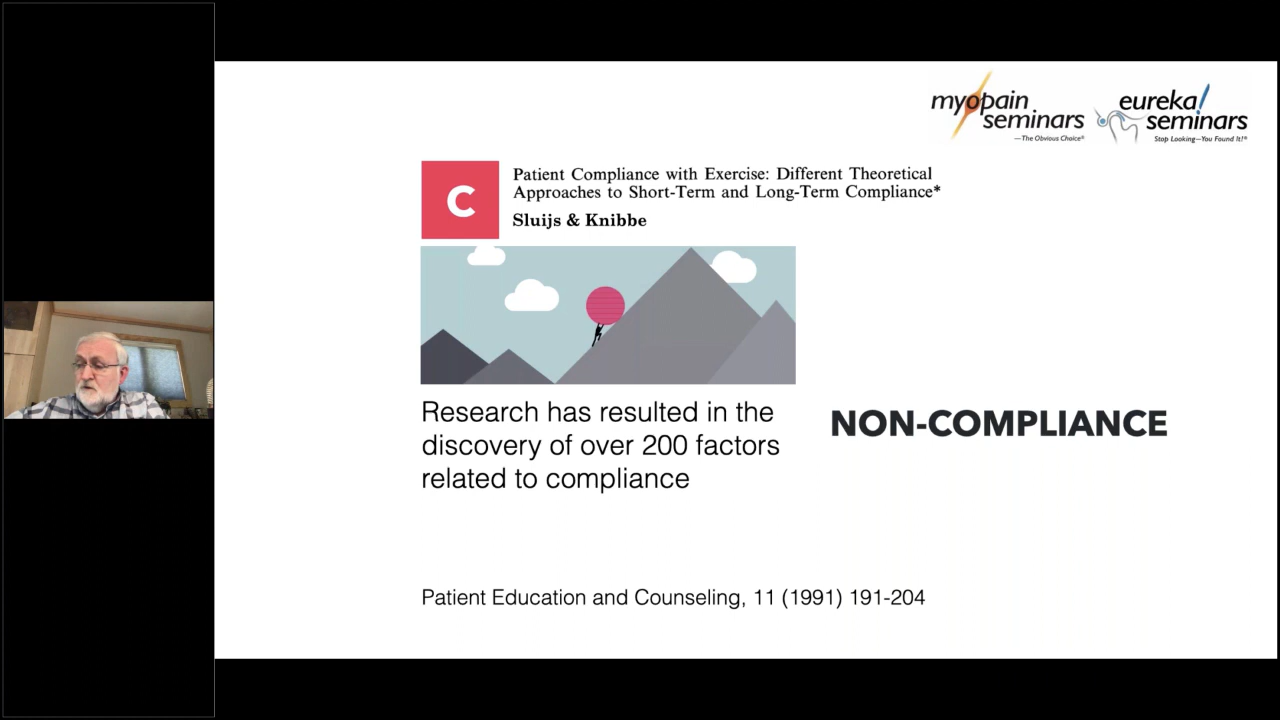 myopain
seminars
—The Obvious Choice®
eureka!
seminars
Stop Looking—You Found It!®
C
Patient Compliance with Exercise: Different Theoretical
Approaches to Short-Term and Long-Term Compliance*
Sluijs & Knibbe
Research has resulted in the
discovery of over 200 factors
related to compliance
NON-COMPLIANCE
Patient Education and Counseling, 11 (1991) 191-204